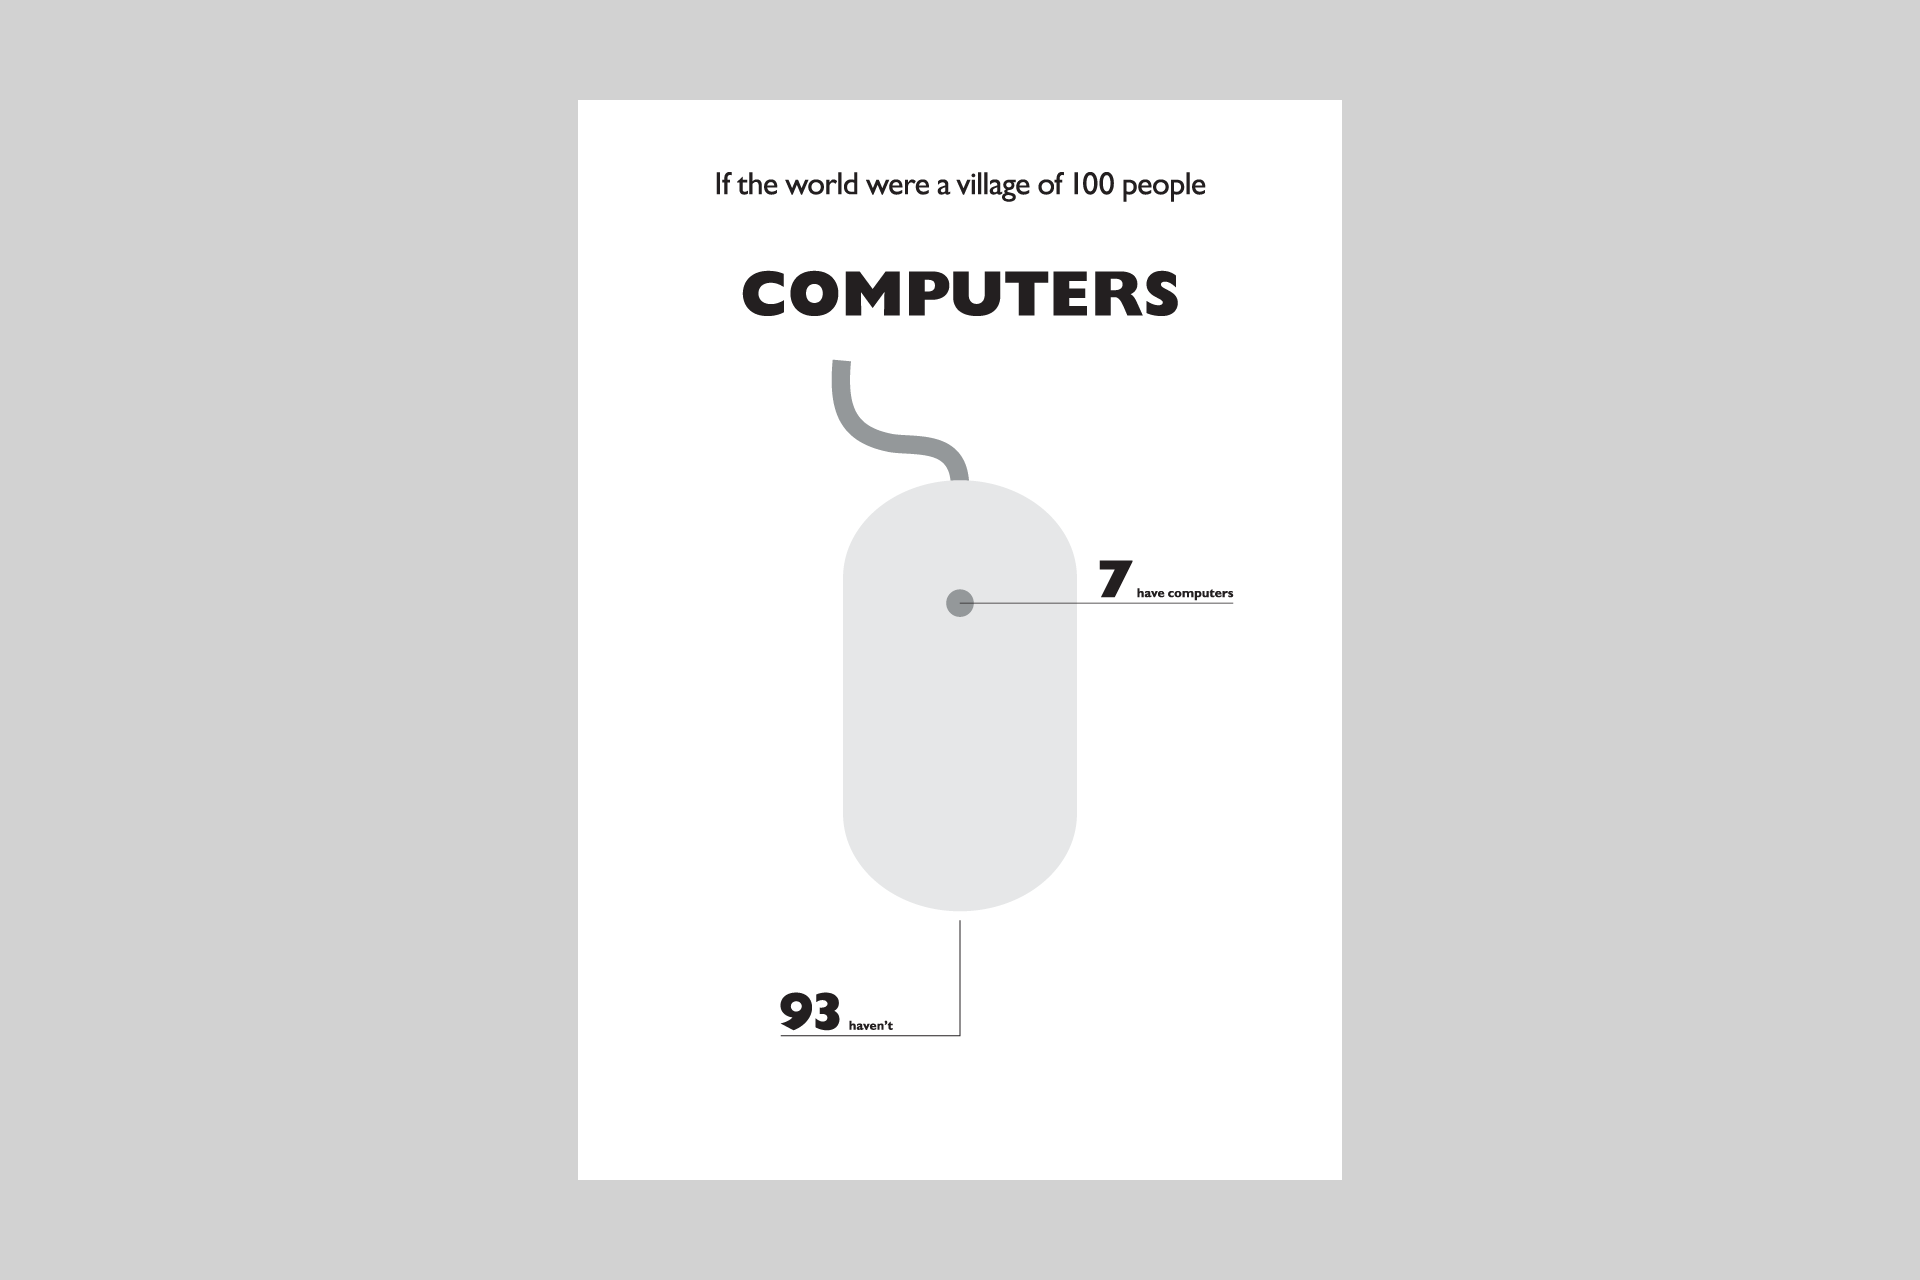 If the world were a village of 100 people
COMPUTERS
7 have computers
93 haven't